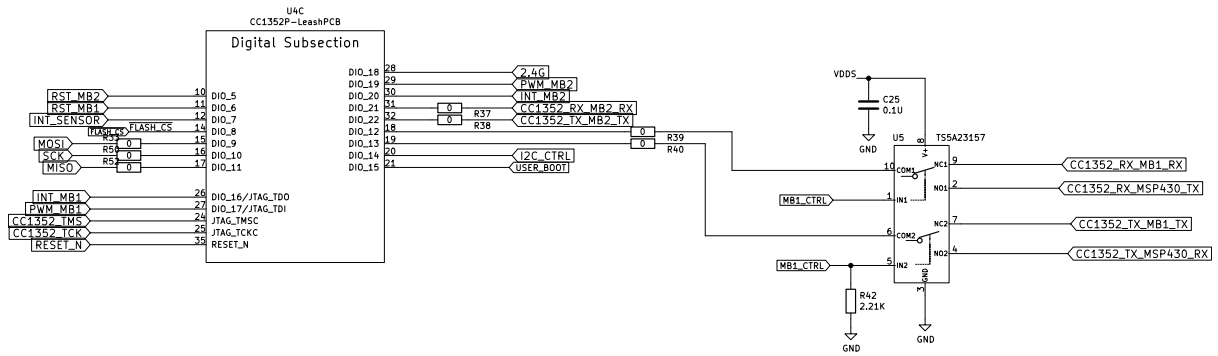 U4C
CC1352P-LeashPCB
Digital Subsection
RST_MB2 10 DIO_5
RST_MB1 11 DIO_6
INT_SENSOR 12 DIO_7
FLASH_CS FLASH_CS 14 DIO_8
R53
MOSI 0 15 DIO_9
R50
SCK 0 16 DIO_10
R52
MISO 0 17 DIO_11
INT_MB1 26 DIO_16/JTAG_TDO
PWM_MB1 27 DIO_17/JTAG_TDI
CC1352_TMS 24 JTAG_TMSC
CC1352_TCK 25 JTAG_TCKC
RESET_N 35 RESET_N
DIO_18 28 2.4G
DIO_19 29 PWM_MB2
DIO_20 30 INT_MB2
DIO_21 31 0 R37 CC1352_RX_MB2_RX
DIO_22 32 0 R38 CC1352_TX_MB2_TX
DIO_12 18 0 R39
DIO_13 19 0 R40
DIO_14 20 I2C_CTRL
DIO_15 21 USER_BOOT
VDDS
C25
0.1U
GND
U5 TS5A23157
8 V+
10 COM1
NC1 9 CC1352_RX_MB1_RX
NO1 2 CC1352_RX_MSP430_TX
MB1_CTRL 1 IN1
NC2 7 CC1352_TX_MB1_TX
6 COM2
NO2 4 CC1352_TX_MSP430_RX
MB1_CTRL 5 IN2
GND 3
R42
2.21K
GND
GND